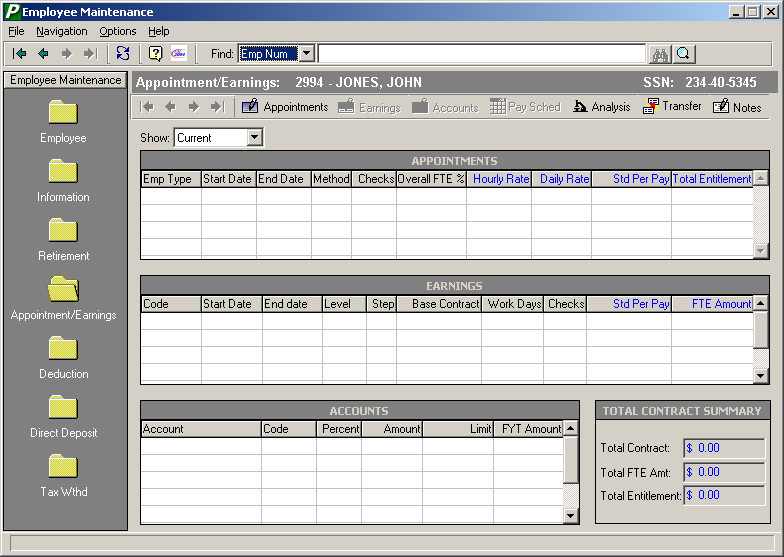 Employee Maintenance
File Navigation Options Help
Find: Emp Num
Employee Maintenance
Employee
Information
Retirement
Appointment/Earnings
Deduction
Direct Deposit
Tax Wthd
Appointment/Earnings: 2994 - JONES, JOHN SSN: 234-40-5345
Appointments Earnings Accounts Pay Sched Analysis Transfer Notes
Show: Current
APPOINTMENTS
Emp Type Start Date End Date Method Checks Overall FTE % Hourly Rate Daily Rate Std Per Pay Total Entitlement
EARNINGS
Code Start Date End date Level Step Base Contract Work Days Checks Std Per Pay FTE Amount
ACCOUNTS
Account Code Percent Amount Limit FYT Amount
TOTAL CONTRACT SUMMARY
Total Contract: $ 0.00
Total FTE Amt: $ 0.00
Total Entitlement: $ 0.00